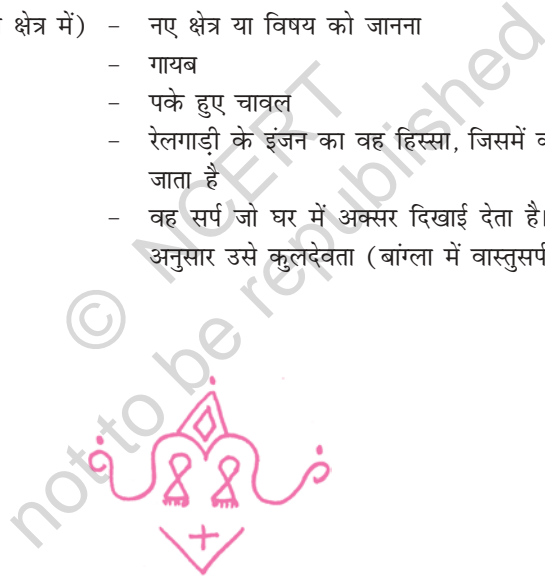 क्षेत्र में) – नए क्षेत्र या विषय को जानना
– गायब
– पके हुए चावल
– रेलगाड़ी के इंजन का वह हिस्सा, जिसमें
जाता है
– वह सर्प जो घर में अक्सर दिखाई देता है।
अनुसार उसे कुलदेवता (बांग्ला में वास्तुसर्प
© NCERT
not to be republished